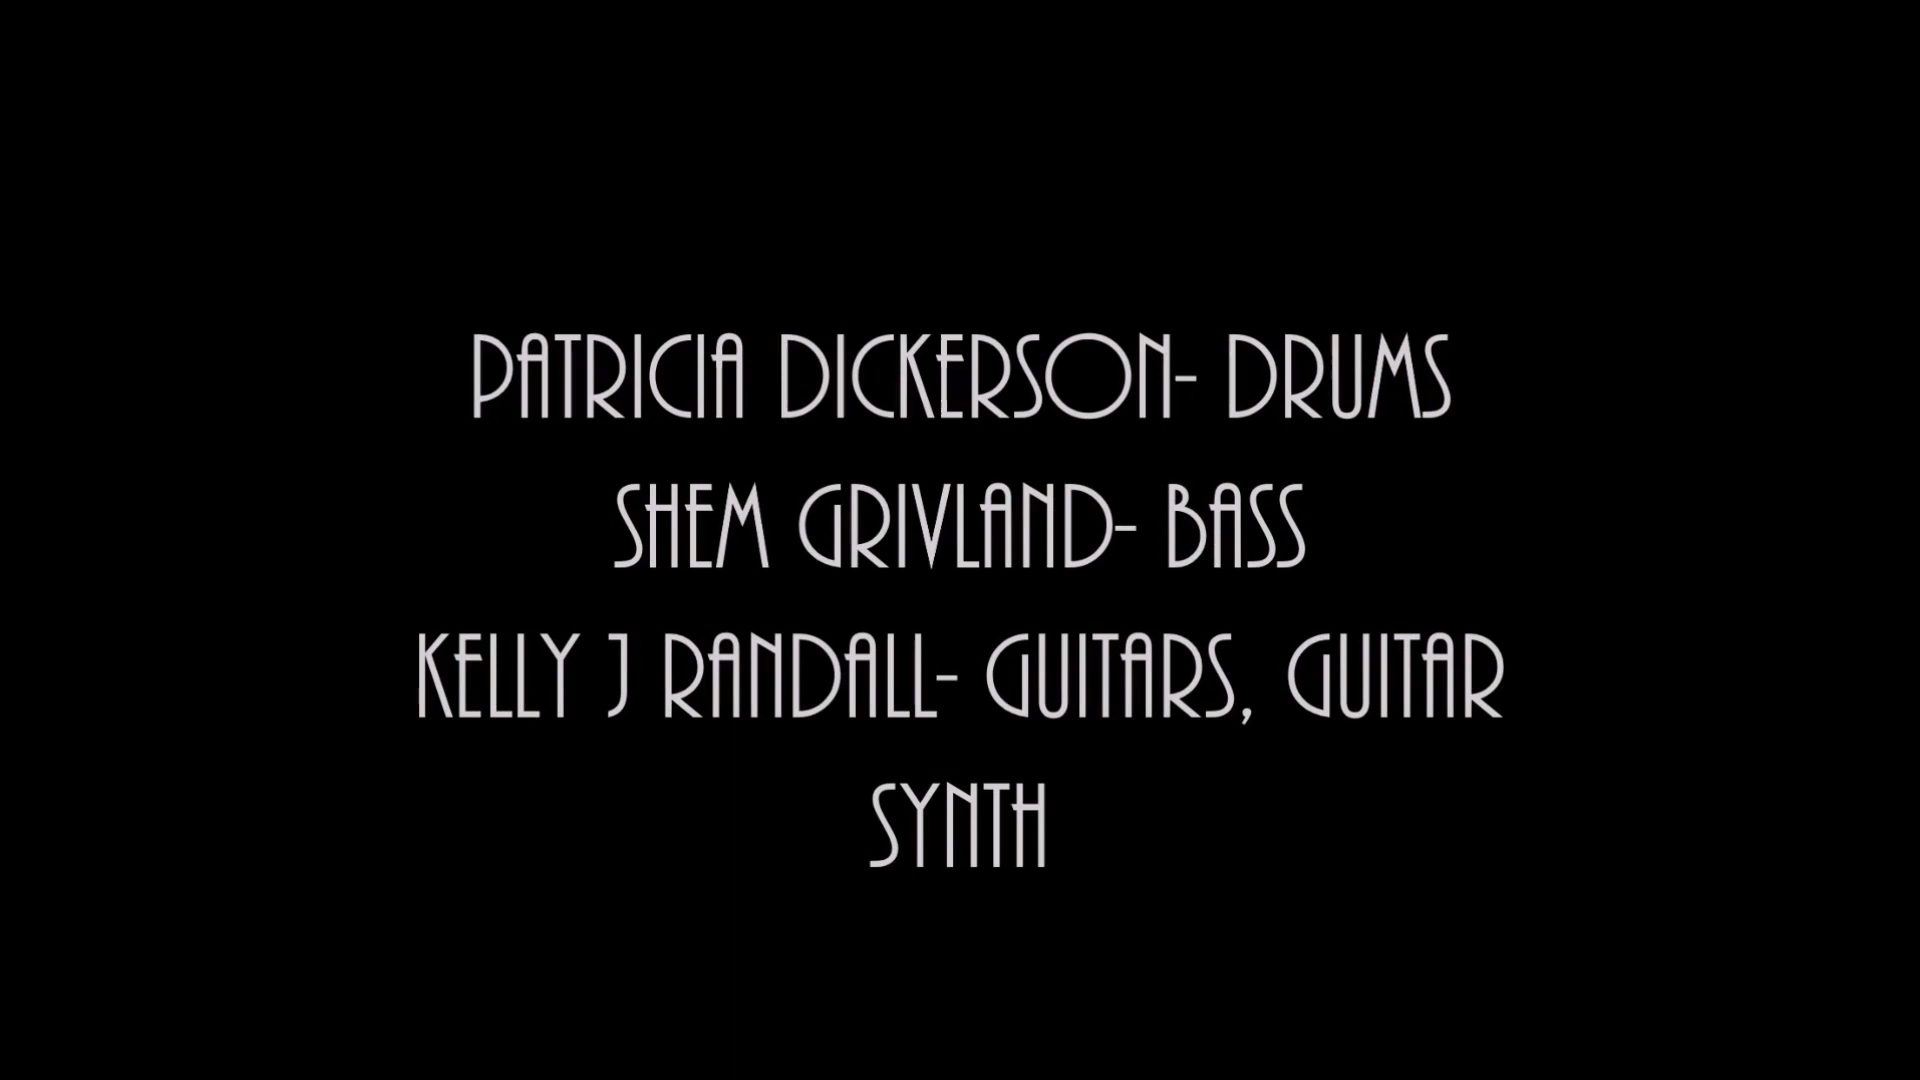 PATRICIA DICKERSON- DRUMS
SHEM GRIVLAND- BASS
KELLY J RANDALL- GUITARS, GUITAR
SYNTH